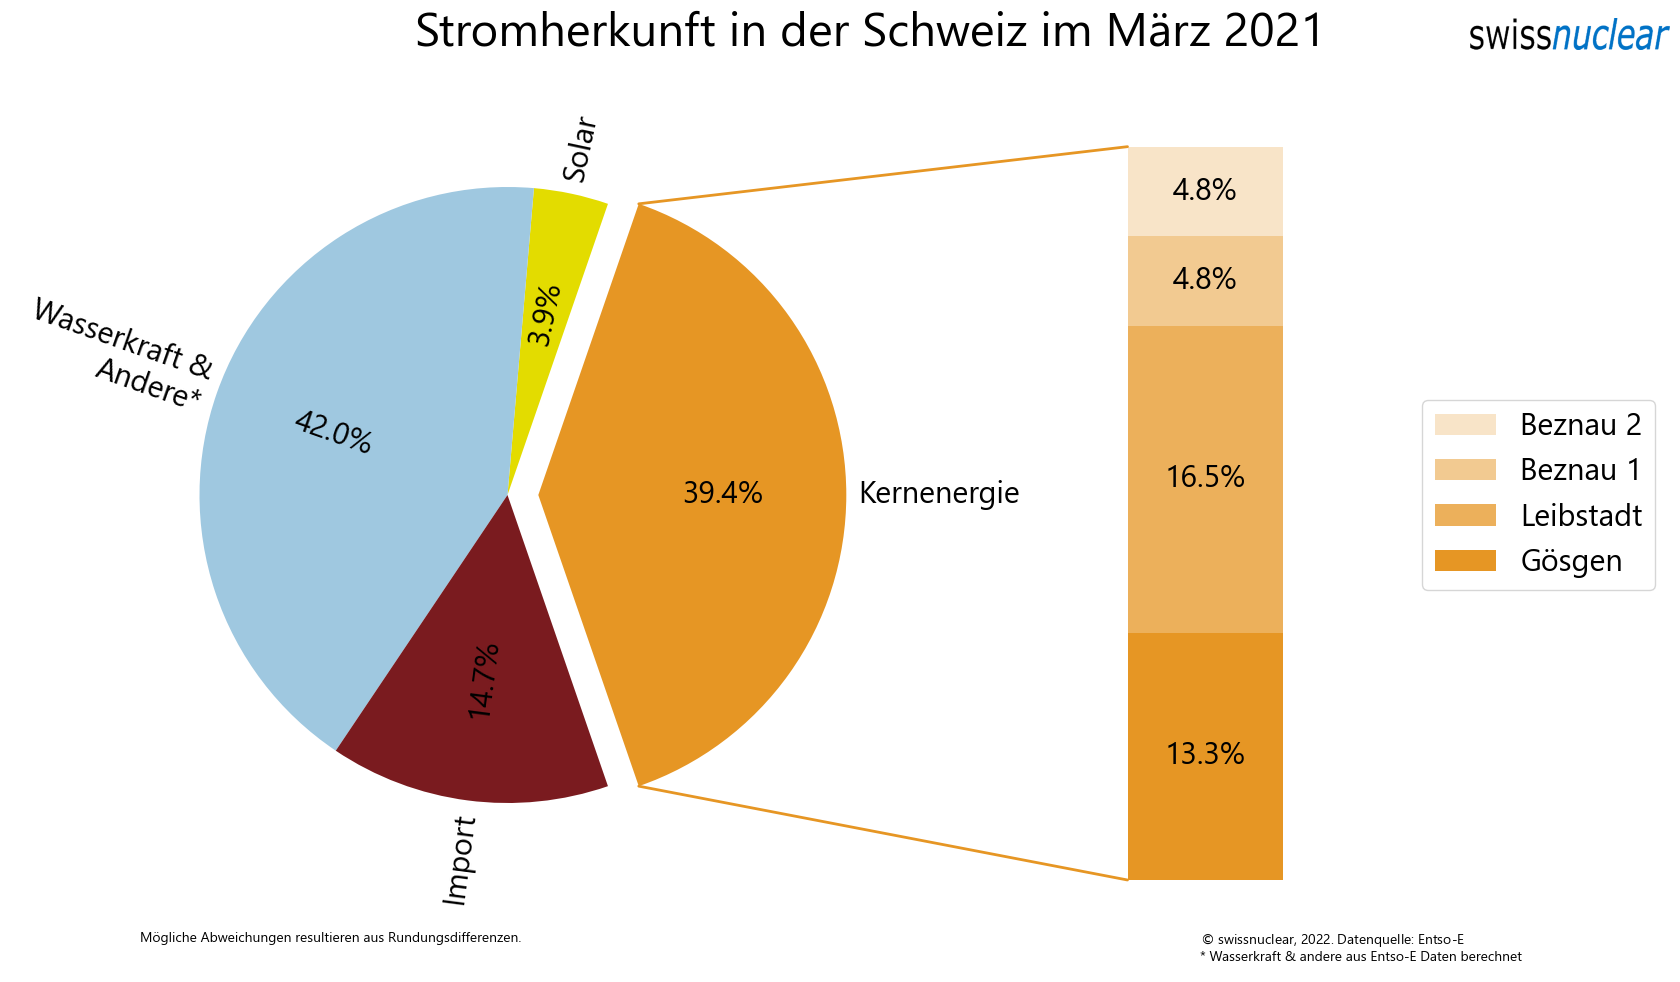 Stromherkunft in der Schweiz im März 2021
swissnuclear
Solar
3.9%
Wasserkraft &
Andere*
42.0%
39.4%
Kernenergie
14.7%
Import
4.8%
4.8%
16.5%
13.3%
Beznau 2
Beznau 1
Leibstadt
Gösgen
Mögliche Abweichungen resultieren aus Rundungsdifferenzen.
© swissnuclear, 2022. Datenquelle: Entso-E
* Wasserkraft & andere aus Entso-E Daten berechnet